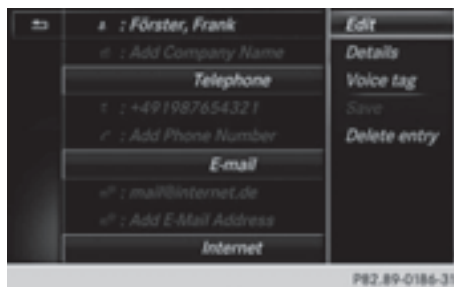 : Förster, Frank
: Add Company Name
Telephone
: +491987654321
: Add Phone Number
E-mail
: mail@internet.de
: Add E-Mail Address
Internet
Edit
Details
Voice tag
Save
Delete entry
P82.89-0186-31